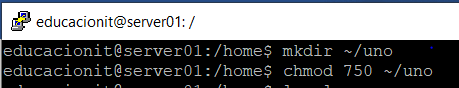 educacionit@server01: /
educacionit@server01:/home$ mkdir ~/uno
educacionit@server01:/home$ chmod 750 ~/uno